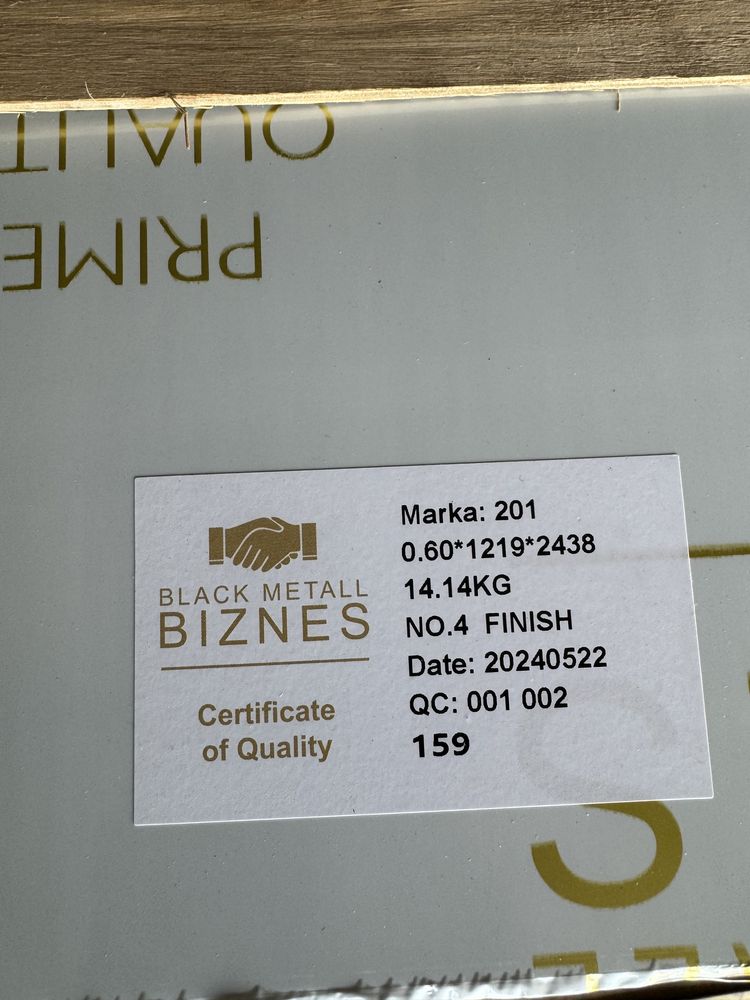 QUALIT
PRIME
BLACK METALL
BIZNES
Certificate
of Quality
Marka: 201
0.60*1219*2438
14.14KG
NO.4 FINISH
Date: 20240522
QC: 001 002
159
S